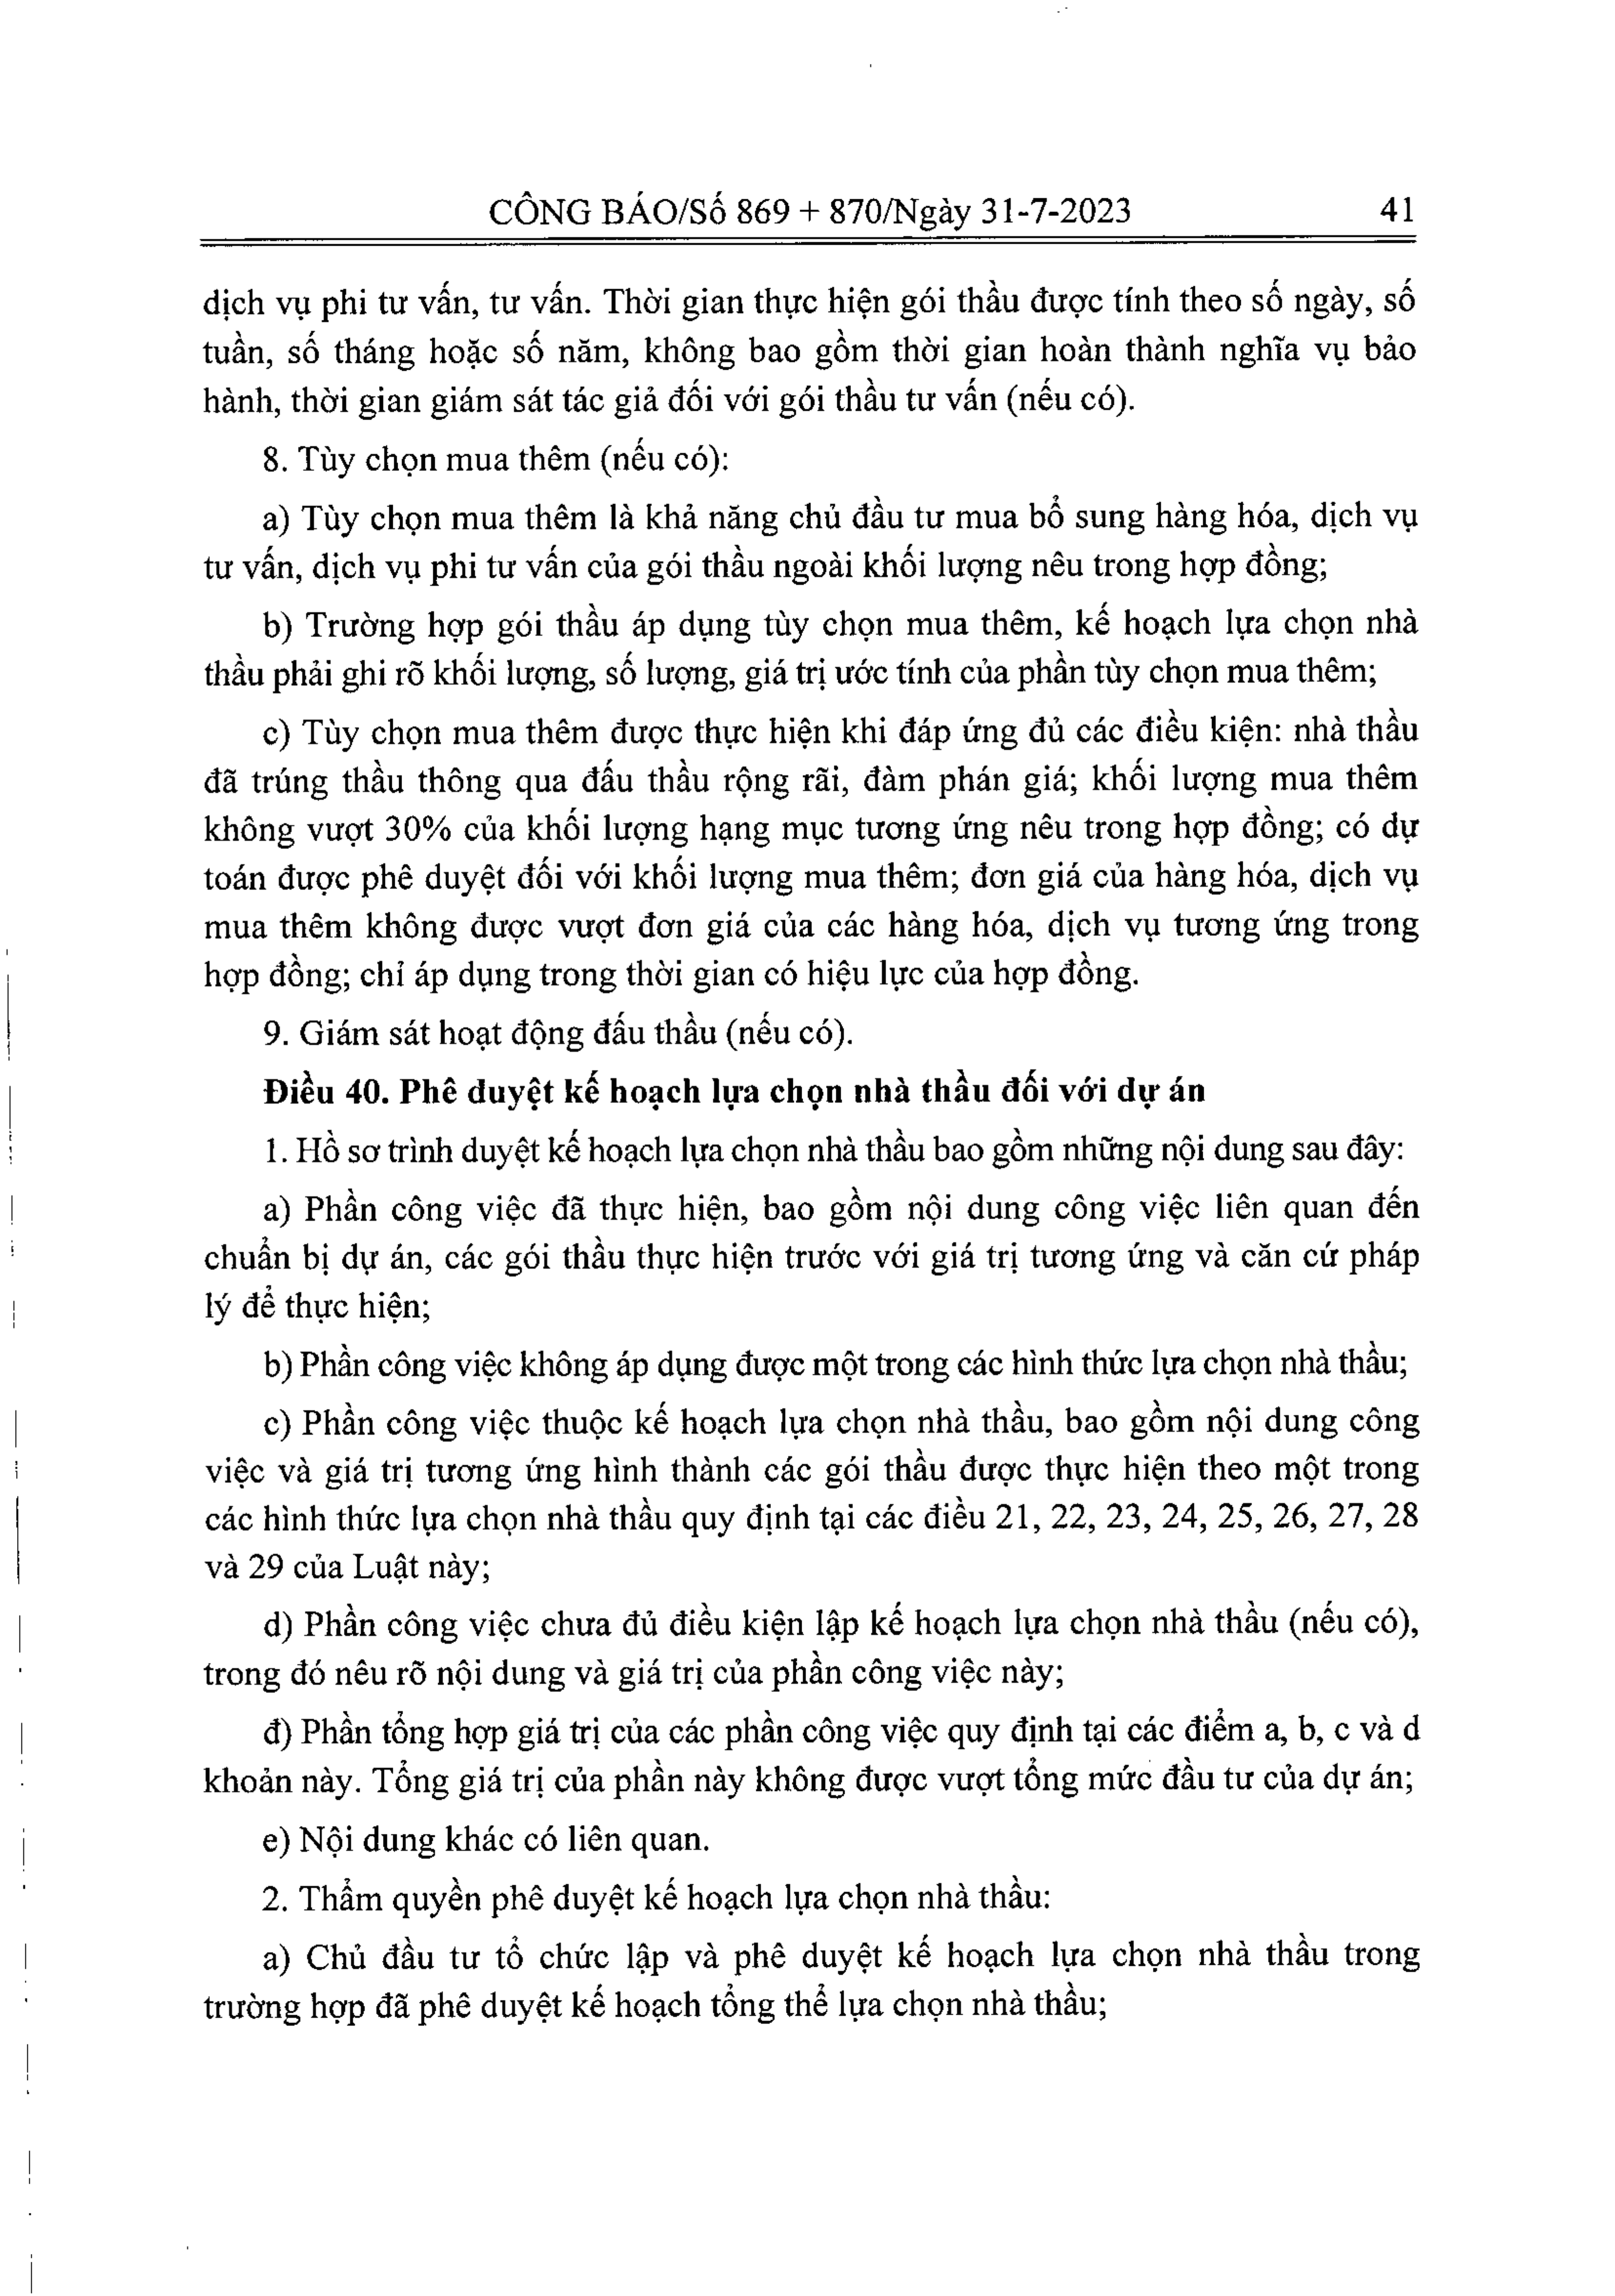 CÔNG BÁO/Số 869 + 870/Ngày 31-7-2023 41
dịch vụ phi tư vấn, tư vấn. Thời gian thực hiện gói thầu được tính theo số ngày, số
tuần, số tháng hoặc số năm, không bao gồm thời gian hoàn thành nghĩa vụ bảo
hành, thời gian giám sát tác giả đối với gói thầu tư vấn (nếu có).
8. Tùy chọn mua thêm (nếu có):
a) Tùy chọn mua thêm là khả năng chủ đầu tư mua bổ sung hàng hóa, dịch vụ
tư vấn, dịch vụ phi tư vấn của gói thầu ngoài khối lượng nêu trong hợp đồng;
b) Trường hợp gói thầu áp dụng tùy chọn mua thêm, kế hoạch lựa chọn nhà
thầu phải ghi rõ khối lượng, số lượng, giá trị ước tính của phần tùy chọn mua thêm;
c) Tùy chọn mua thêm được thực hiện khi đáp ứng đủ các điều kiện: nhà thầu
đã trúng thầu thông qua đấu thầu rộng rãi, đàm phán giá; khối lượng mua thêm
không vượt 30% của khối lượng hạng mục tương ứng nêu trong hợp đồng; có dự
toán được phê duyệt đối với khối lượng mua thêm; đơn giá của hàng hóa, dịch vụ
mua thêm không được vượt đơn giá của các hàng hóa, dịch vụ tương ứng trong
hợp đồng; chỉ áp dụng trong thời gian có hiệu lực của hợp đồng.
9. Giám sát hoạt động đấu thầu (nếu có).
Điều 40. Phê duyệt kế hoạch lựa chọn nhà thầu đối với dự án
1. Hồ sơ trình duyệt kế hoạch lựa chọn nhà thầu bao gồm những nội dung sau đây:
a) Phần công việc đã thực hiện, bao gồm nội dung công việc liên quan đến
chuẩn bị dự án, các gói thầu thực hiện trước với giá trị tương ứng và căn cứ pháp
lý để thực hiện;
b) Phần công việc không áp dụng được một trong các hình thức lựa chọn nhà thầu;
c) Phần công việc thuộc kế hoạch lựa chọn nhà thầu, bao gồm nội dung công
việc và giá trị tương ứng hình thành các gói thầu được thực hiện theo một trong
các hình thức lựa chọn nhà thầu quy định tại các điều 21, 22, 23, 24, 25, 26, 27, 28
và 29 của Luật này;
d) Phần công việc chưa đủ điều kiện lập kế hoạch lựa chọn nhà thầu (nếu có),
trong đó nêu rõ nội dung và giá trị của phần công việc này;
đ) Phần tổng hợp giá trị của các phần công việc quy định tại các điểm a, b, c và d
khoản này. Tổng giá trị của phần này không được vượt tổng mức đầu tư của dự án;
e) Nội dung khác có liên quan.
2. Thẩm quyền phê duyệt kế hoạch lựa chọn nhà thầu:
a) Chủ đầu tư tổ chức lập và phê duyệt kế hoạch lựa chọn nhà thầu trong
trường hợp đã phê duyệt kế hoạch tổng thể lựa chọn nhà thầu;